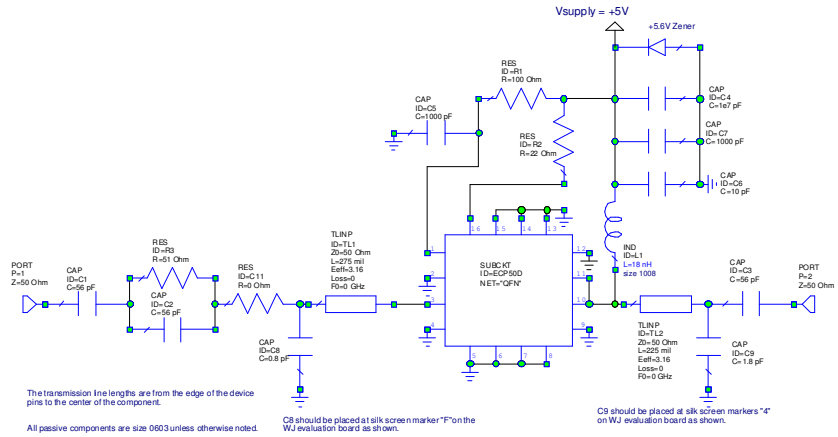 Vsupply = +5V
+5.6V Zener
RES
ID=R1
R=100 Ohm
CAP
ID=C5
C=1000 pF
CAP
ID=C4
C=1e7 pF
RES
ID=R2
R=22 Ohm
CAP
ID=C7
C=1000 pF
CAP
ID=C6
C=10 pF
16
15
14
13
PORT
P=1
Z=50 Ohm
CAP
ID=C1
C=56 pF
RES
ID=R3
R=51 Ohm
CAP
ID=C2
C=56 pF
RES
ID=C11
R=0 Ohm
CAP
ID=C8
C=0.8 pF
TLINP
ID=TL1
Z0=50 Ohm
L=275 mil
Eeff=3.16
Loss=0
F0=0 GHz
1
2
3
4
SUBCKT
ID=ECP50D
NET="QFN"
12
11
10
9
5
6
7
8
IND
ID=L1
L=18 nH
size 1008
TLINP
ID=TL2
Z0=50 Ohm
L=225 mil
Eeff=3.16
Loss=0
F0=0 GHz
CAP
ID=C3
C=56 pF
PORT
P=2
Z=50 Ohm
CAP
ID=C9
C=1.8 pF
The transmission line lengths are from the edge of the device
pins to the center of the component.
All passive components are size 0603 unless otherwise noted.
C8 should be placed at silk screen marker "F" on the
WJ evaluation board as shown.
C9 should be placed at silk screen markers "4"
on WJ evaluation board as shown.